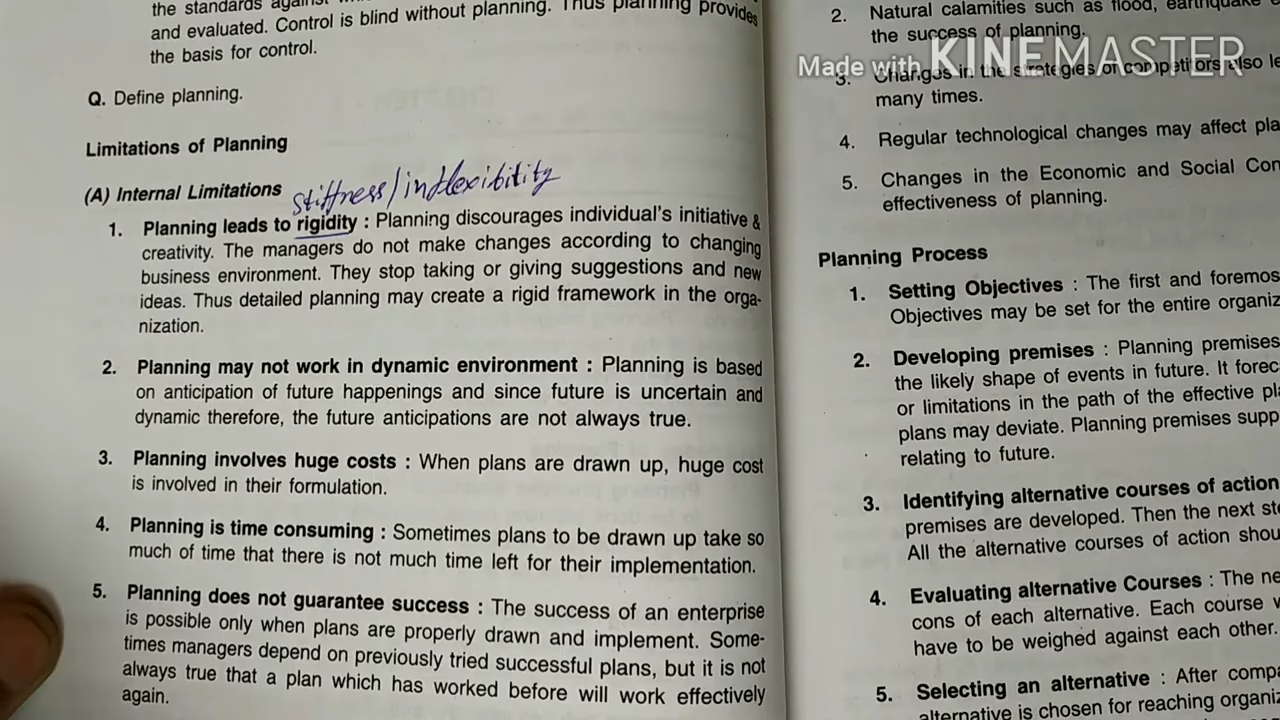 the standards against
and evaluated. Control is blind without planning. Thus planning provides
the basis for control.
Q. Define planning.
Limitations of Planning
(A) Internal Limitations stiffness/inflexibility
1. Planning leads to rigidity : Planning discourages individual's initiative &
creativity. The managers do not make changes according to changing
business environment. They stop taking or giving suggestions and new
ideas. Thus detailed planning may create a rigid framework in the orga-
nization.
2. Planning may not work in dynamic environment : Planning is based
on anticipation of future happenings and since future is uncertain and
dynamic therefore, the future anticipations are not always true.
3. Planning involves huge costs : When plans are drawn up, huge cost
is involved in their formulation.
4. Planning is time consuming : Sometimes plans to be drawn up take so
much of time that there is not much time left for their implementation.
5. Planning does not guarantee success : The success of an enterprise
is possible only when plans are properly drawn and implement. Some-
times managers depend on previously tried successful plans, but it is not
always true that a plan which has worked before will work effectively
again.
2. Natural calamities such as flood, earthquake
the success of planning.
Made with KINEMASTER
3. Changes in the strategies of competitors also
many times.
4. Regular technological changes may affect
5. Changes in the Economic and Social
effectiveness of planning.
Planning Process
1. Setting Objectives : The first and
Objectives may be set for the entire
2. Developing premises : Planning premises
the likely shape of events in future. It
or limitations in the path of the effective
plans may deviate. Planning premises
relating to future.
3. Identifying alternative courses of action
premises are developed. Then the next
All the alternative courses of action
4. Evaluating alternative Courses : The
cons of each alternative. Each course
have to be weighed against each other.
5. Selecting an alternative : After
alternative is chosen for reaching